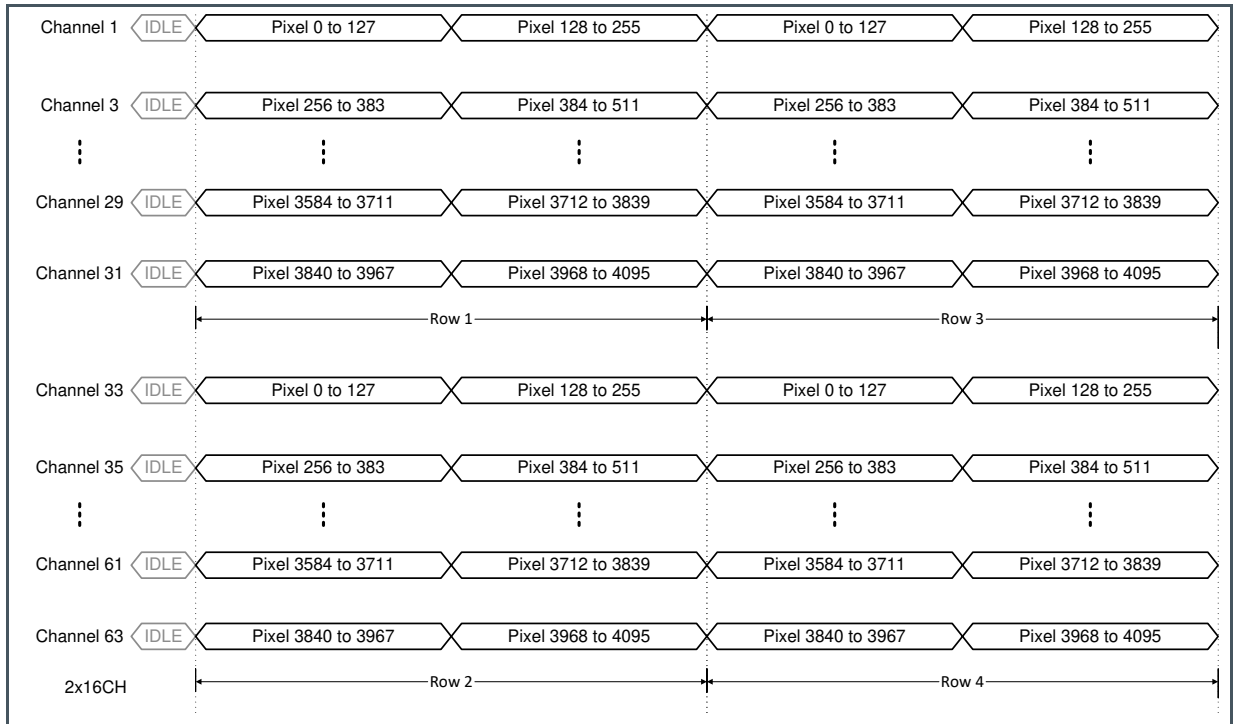 Channel 1 IDLE Pixel 0 to 127 Pixel 128 to 255 Pixel 0 to 127 Pixel 128 to 255
Channel 3 IDLE Pixel 256 to 383 Pixel 384 to 511 Pixel 256 to 383 Pixel 384 to 511
Channel 29 IDLE Pixel 3584 to 3711 Pixel 3712 to 3839 Pixel 3584 to 3711 Pixel 3712 to 3839
Channel 31 IDLE Pixel 3840 to 3967 Pixel 3968 to 4095 Pixel 3840 to 3967 Pixel 3968 to 4095
Row 1 Row 3
Channel 33 IDLE Pixel 0 to 127 Pixel 128 to 255 Pixel 0 to 127 Pixel 128 to 255
Channel 35 IDLE Pixel 256 to 383 Pixel 384 to 511 Pixel 256 to 383 Pixel 384 to 511
Channel 61 IDLE Pixel 3584 to 3711 Pixel 3712 to 3839 Pixel 3584 to 3711 Pixel 3712 to 3839
Channel 63 IDLE Pixel 3840 to 3967 Pixel 3968 to 4095 Pixel 3840 to 3967 Pixel 3968 to 4095
2x16CH Row 2 Row 4